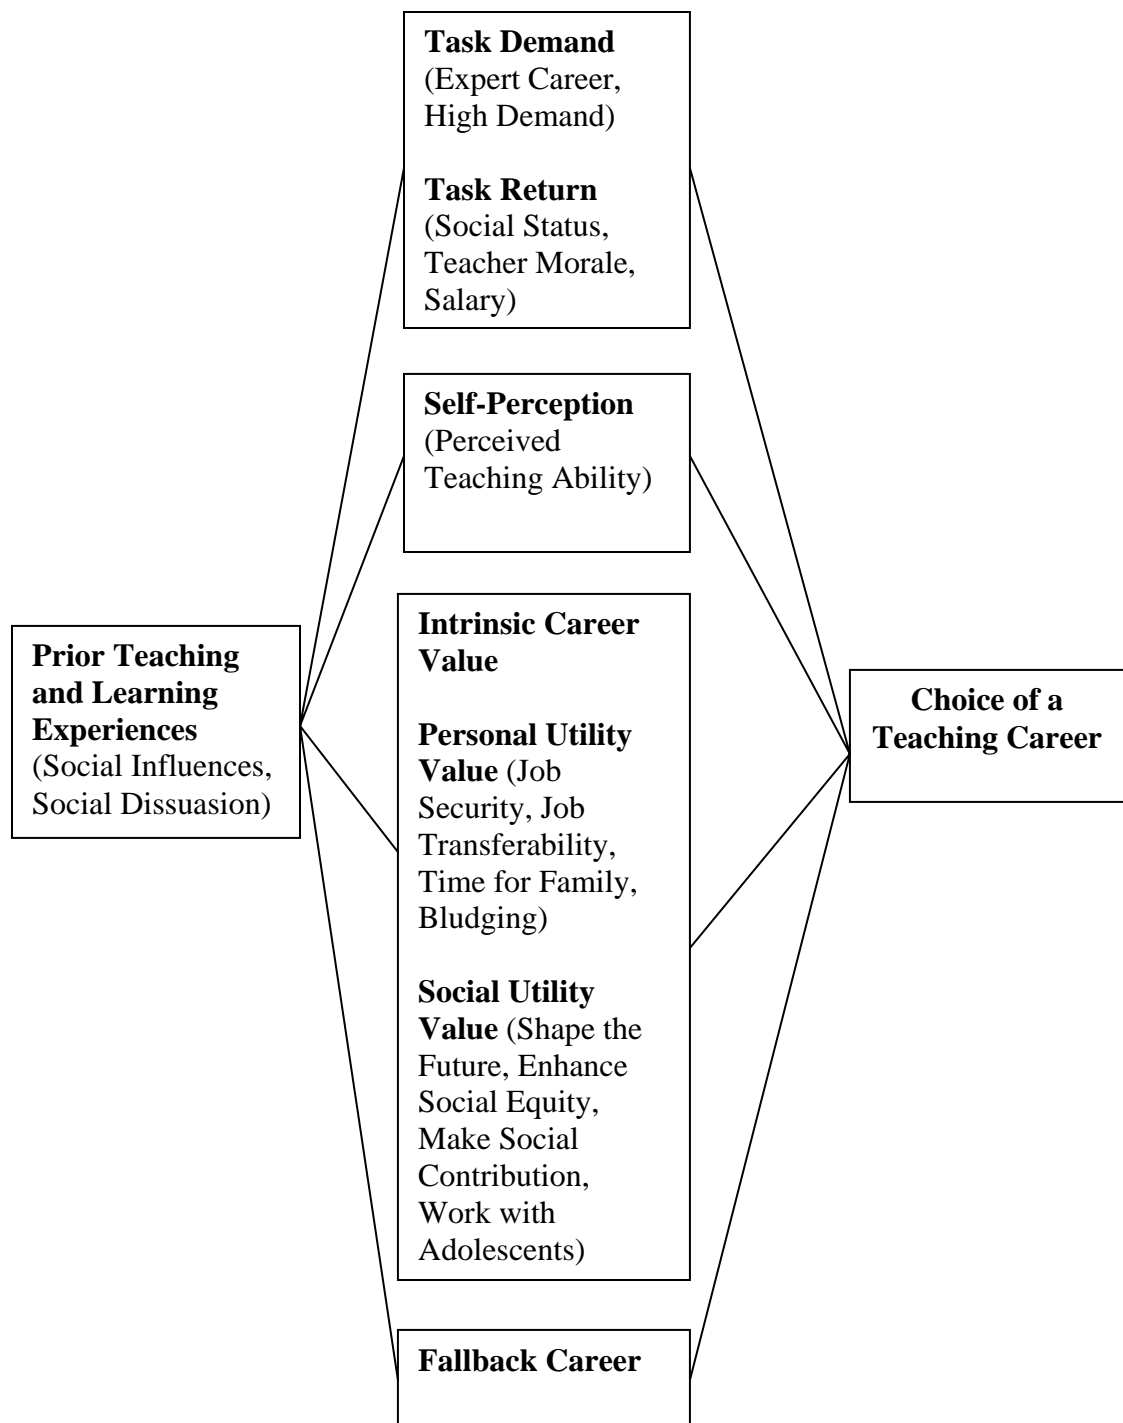 Prior Teaching
and Learning
Experiences
(Social Influences,
Social Dissuasion)
Task Demand
(Expert Career,
High Demand)
Task Return
(Social Status,
Teacher Morale,
Salary)
Self-Perception
(Perceived
Teaching Ability)
Intrinsic Career
Value
Personal Utility
Value (Job
Security, Job
Transferability,
Time for Family,
Bludging)
Social Utility
Value (Shape the
Future, Enhance
Social Equity,
Make Social
Contribution,
Work with
Adolescents)
Fallback Career
Choice of a
Teaching Career